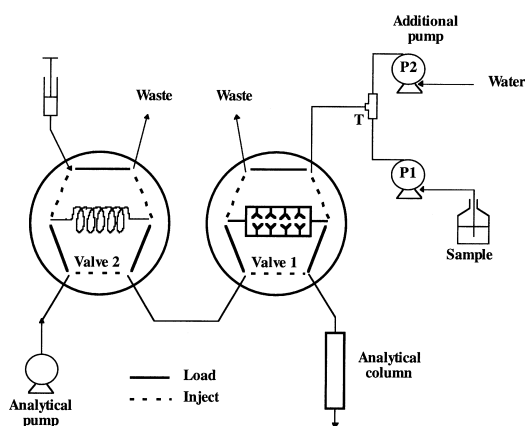 Additional
pump
P2
Waste
Waste
Water
T
P1
Valve 2
Valve 1
Sample
Load
Inject
Analytical
column
Analytical
pump